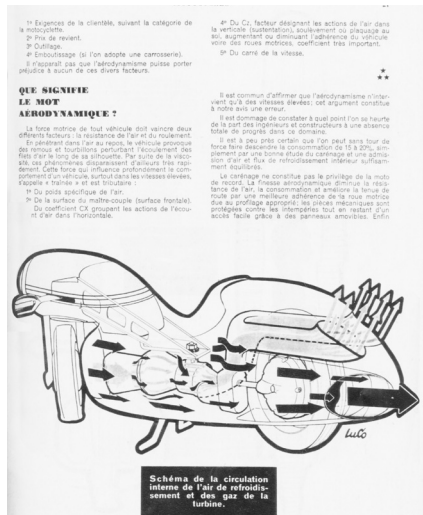 1° Exigences de la clientèle, suivant la catégorie de
la motocyclette.
2° Prix de revient.
3° Outillage.
4° Emboutissage (si l'on adopte une carrosserie).
Il n'apparaît pas que l'aérodynamisme puisse porter
préjudice à aucun de ces divers facteurs.
QUE SIGNIFIE
LE MOT
AERODYNAMIQUE ?
La force motrice de tout véhicule doit vaincre deux
différents facteurs : la résistance de l'air et du roulement.
En pénétrant dans l'air au repos, le véhicule provoque
des remous et tourbillons perturbant l'écoulement des
filets d'air le long de sa silhouette. Par suite de la visco-
sité, ces phénomènes disparaissent d'ailleurs très rapi-
dement. Cette force qui influence profondément le com-
portement d'un véhicule, surtout dans les vitesses élevées,
s'appelle « traînée » et est tributaire :
1° Du poids spécifique de l'air.
2° De la surface du maître-couple (surface frontale).
Du coefficient CX groupant les actions de l'écou-
nt d'air dans l'horizontale.
4° Du Cz, facteur désignant les actions de l'air dans
la verticale (sustentation), soulèvement ou plaquage au
sol, augmentant ou diminuant l'adhérence du véhicule
voire des roues motrices, coefficient très important.
5° Du carré de la vitesse.
Il est commun d'affirmer que l'aérodynamisme n'inter-
vient qu'à des vitesses élevées; cet argument constitue
à notre avis une erreur.
Il est dommage de constater à quel point l'on se heurte
de la part des ingénieurs et constructeurs à une absence
totale de progrès dans ce domaine.
Il est à peu près certain que l'on peut sans tour de
force faire descendre la consommation de 15 à 20%, sim-
plement par une bonne étude du carénage et une admis-
sion d'air et flux de refroidissement intérieur suffisam-
ment équilibrés.
Le carénage ne constitue pas le privilège de la moto
de record. La finesse aérodynamique diminue la résis-
tance de l'air, la consommation et améliore la tenue de
route par une meilleure adhérence de la roue motrice
due au profilage approprié; les pièces mécaniques sont
protégées contre les intempéries tout en restant d'un
accès facile grâce à des panneaux amovibles. Enfin
Luco
Schéma de la circulation
interne de l'air de refroidis-
sement et des gaz de la
turbine.